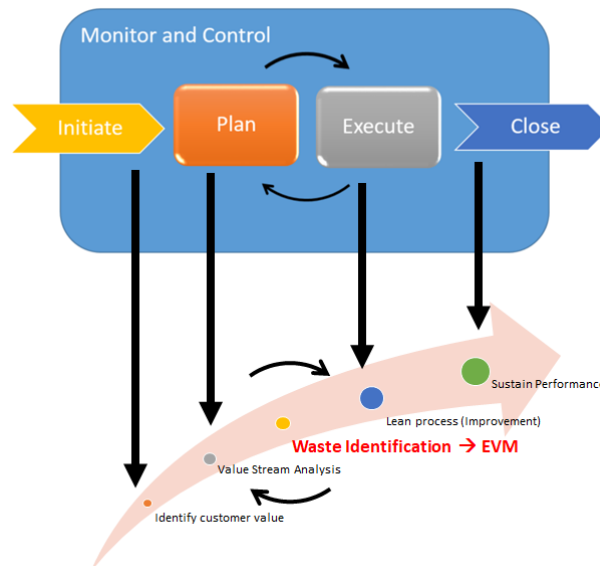 Monitor and Control
Initiate
Plan
Execute
Close
Sustain Performance
Lean process (Improvement)
Waste Identification → EVM
Value Stream Analysis
Identify customer value